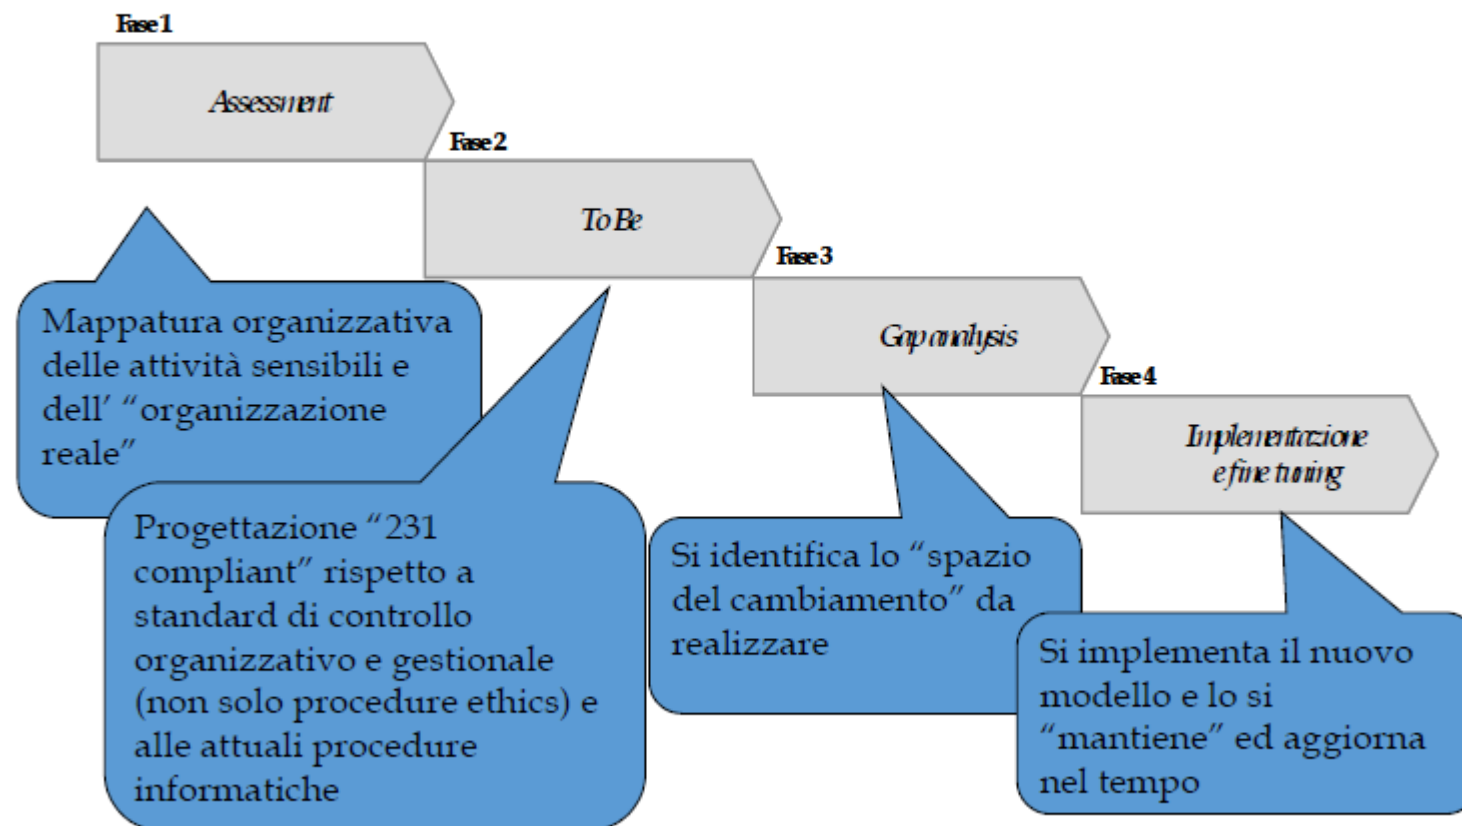 Fase 1
Assessment
Fase 2
To Be
Fase 3
Gap analysis
Fase 4
Implementazione
e fine tuning
Mappatura organizzativa
delle attività sensibili e
dell’ “organizzazione
reale”
Progettazione “231
compliant” rispetto a
standard di controllo
organizzativo e gestionale
(non solo procedure ethics) e
alle attuali procedure
informatiche
Si identifica lo “spazio
del cambiamento” da
realizzare
Si implementa il nuovo
modello e lo si
“mantiene” ed aggiorna
nel tempo